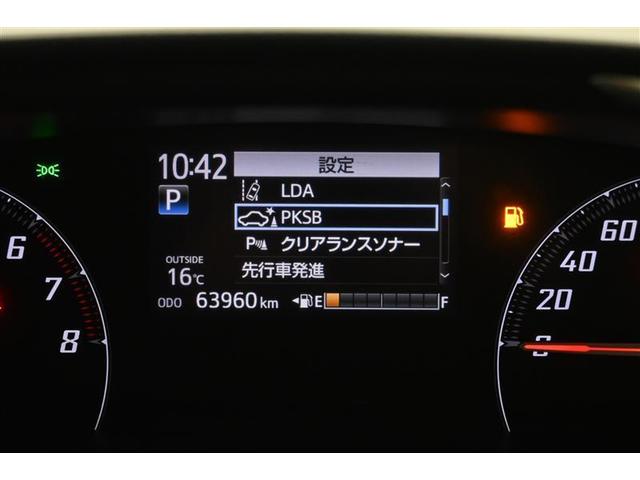 10:42 設定
P
LDA
PKSB
P クリアランスソナー
OUTSIDE
16℃
先行車発進
ODO 63960 km E F
6
7
8
60
40
20
0